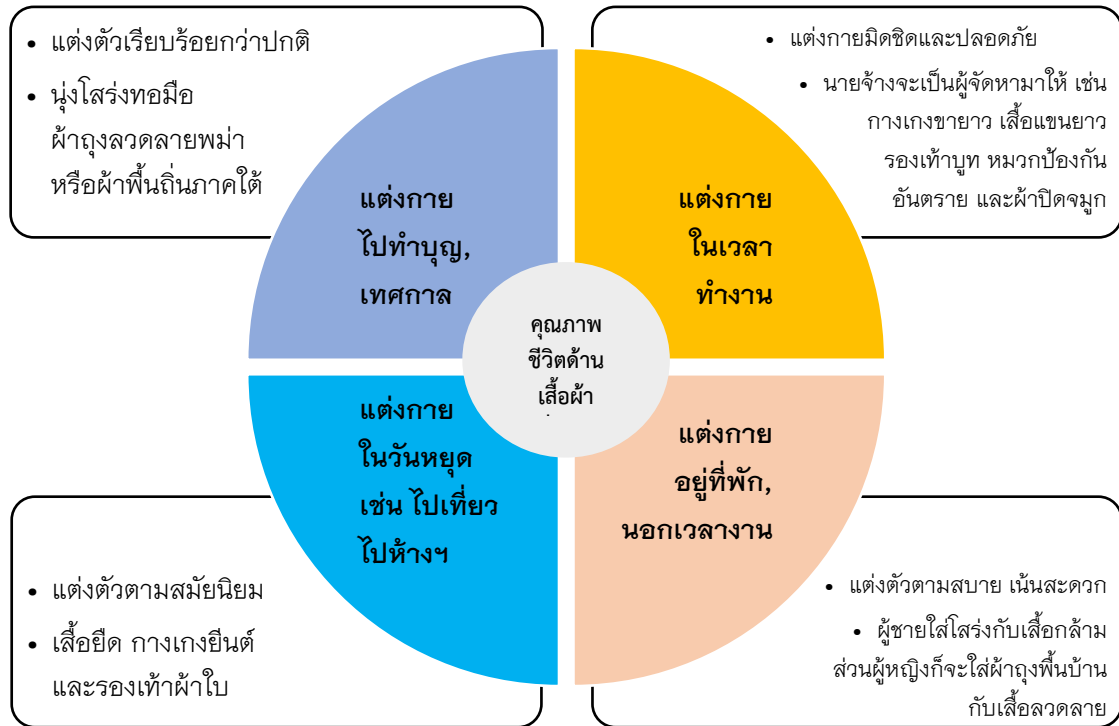 • แต่งตัวเรียบร้อยกว่าปกติ
• นุ่งโสร่งทอมือ
ผ้าถุงลวดลายพม่า
หรือผ้าพื้นถิ่นภาคใต้
• แต่งกายมิดชิดและปลอดภัย
• นายจ้างจะเป็นผู้จัดหามาให้ เช่น
กางเกงขายาว เสื้อแขนยาว
รองเท้าบูท หมวกป้องกัน
อันตราย และผ้าปิดจมูก
แต่งกาย
ไปทำบุญ,
เทศกาล
แต่งกาย
ในเวลา
ทำงาน
คุณภาพ
ชีวิตด้าน
เสื้อผ้า
แต่งกาย
ในวันหยุด
เช่น ไปเที่ยว
ไปห้างฯ
แต่งกาย
อยู่ที่พัก,
นอกเวลางาน
• แต่งตัวตามสมัยนิยม
• เสื้อยืด กางเกงยีนต์
และรองเท้าผ้าใบ
• แต่งตัวตามสบาย เน้นสะดวก
• ผู้ชายใส่โสร่งกับเสื้อกล้าม
ส่วนผู้หญิงก็จะใส่ผ้าถุงพื้นบ้าน
กับเสื้อลวดลาย